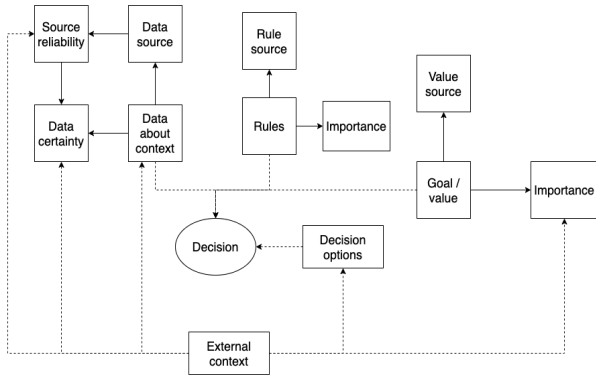 Source
reliability
Data
source
Rule
source
Value
source
Data
certainty
Data
about
context
Rules
Importance
Goal /
value
Importance
Decision
Decision
options
External
context